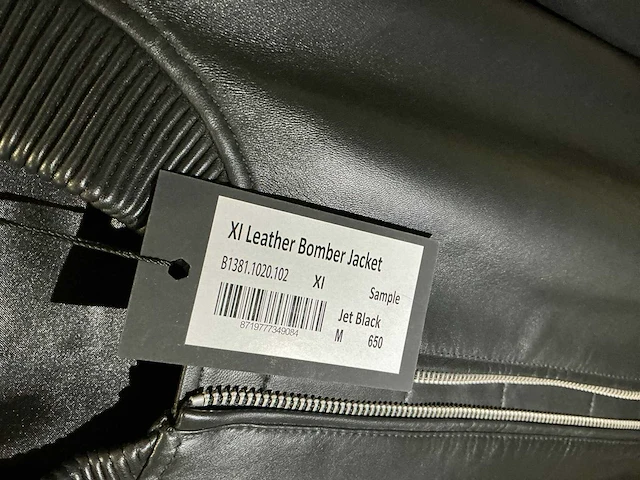 XI Leather Bomber Jacket
B1381.1020.102 XI
Sample
Jet Black
8719777349084
M 650